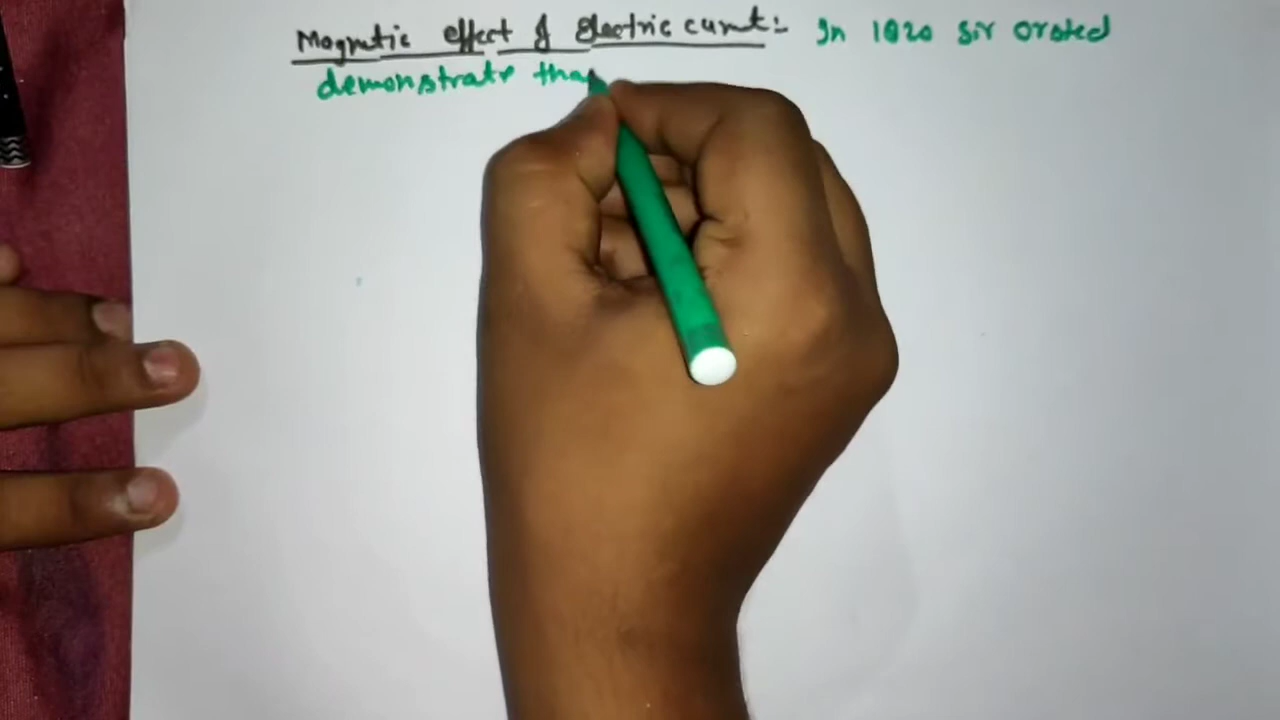 Magnetic effect of Electric current:- In 1820 Sir orsted
demonstrate tha